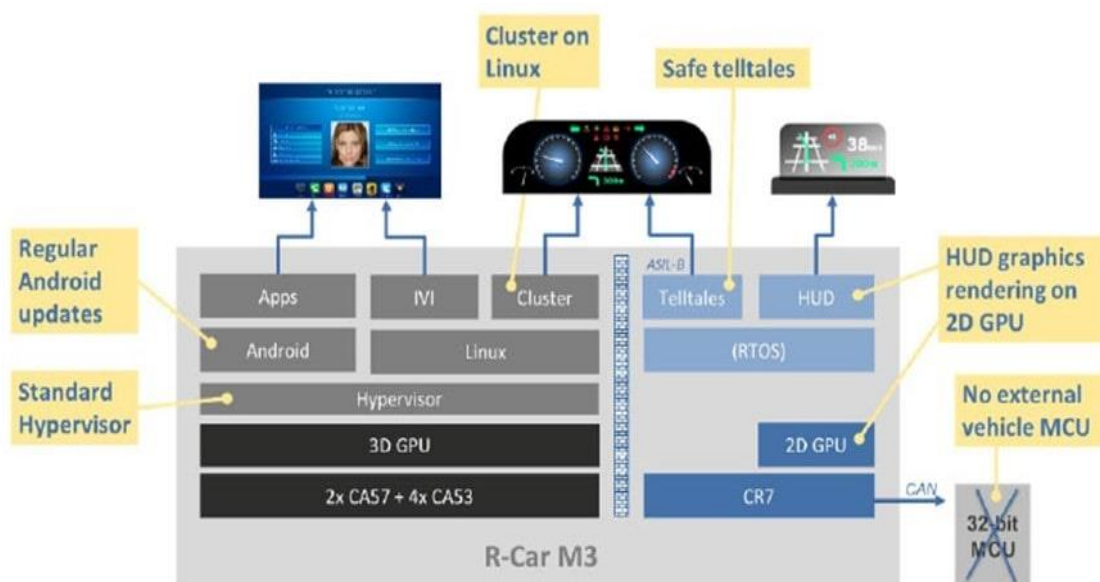 Cluster on
Linux
Safe telltales
38
Regular
Android
updates
HUD graphics
rendering on
2D GPU
ASIL-B
Apps
IVI
Cluster
Telltales
HUD
Android
Linux
(RTOS)
Standard
Hypervisor
Hypervisor
No external
vehicle MCU
3D GPU
2D GPU
2x CA57 + 4x CA53
CR7
CAN
32-bit
MCU
R-Car M3